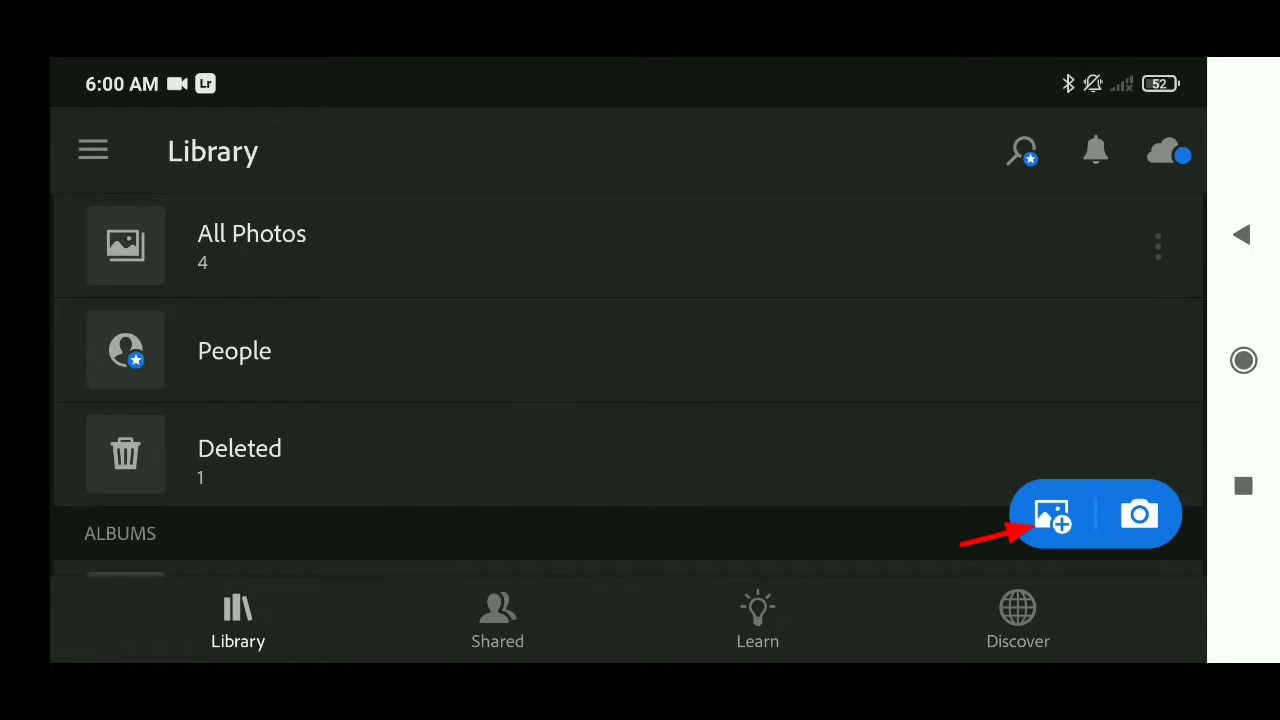 6:00 AM Lr 52
Library
All Photos
4
People
Deleted
1
ALBUMS
Library Shared Learn Discover